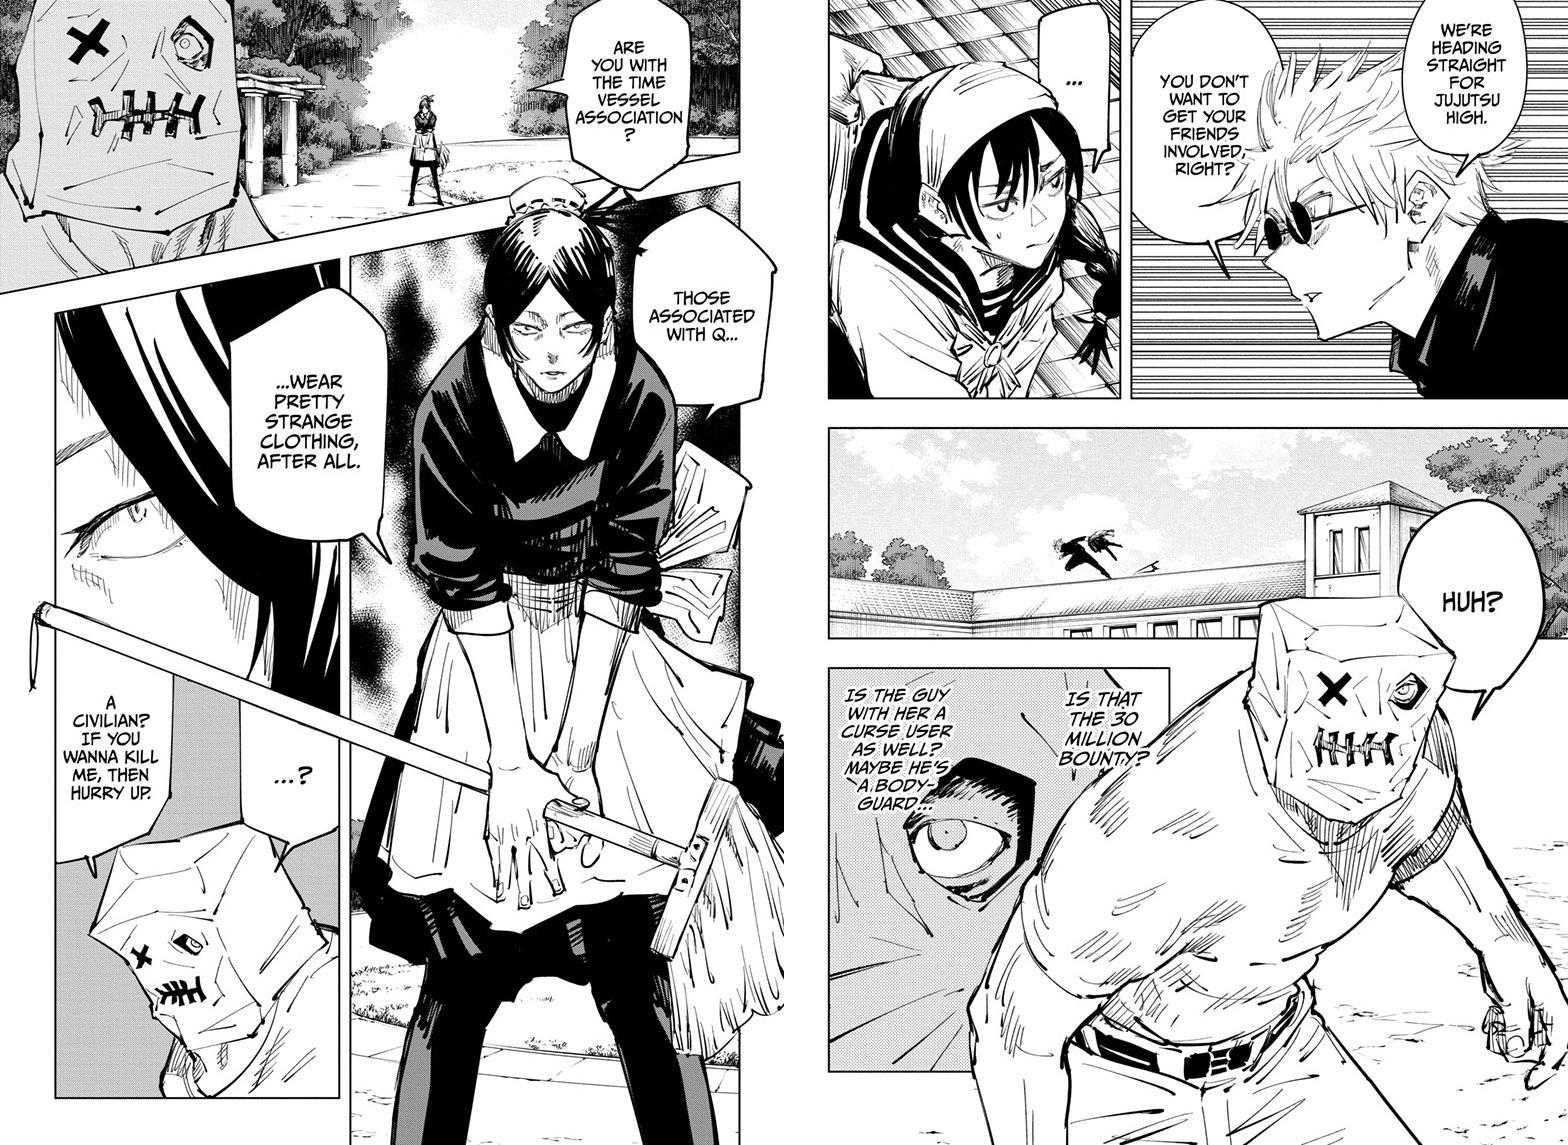 WE'RE
HEADING
STRAIGHT
FOR
JUJUTSU
HIGH.
YOU DON'T
WANT TO
GET YOUR
FRIENDS
INVOLVED,
RIGHT?
...
HUH?
IS THAT
THE 30
MILLION
BOUNTY?
IS THE GUY
WITH HER A
CURSE USER
AS WELL?
MAYBE HE'S
A BODY-
GUARD...
ARE
YOU WITH
THE TIME
VESSEL
ASSOCIATION
?
THOSE
ASSOCIATED
WITH Q...
...WEAR
PRETTY
STRANGE
CLOTHING,
AFTER ALL.
...?
A
CIVILIAN?
IF YOU
WANNA KILL
ME, THEN
HURRY UP.